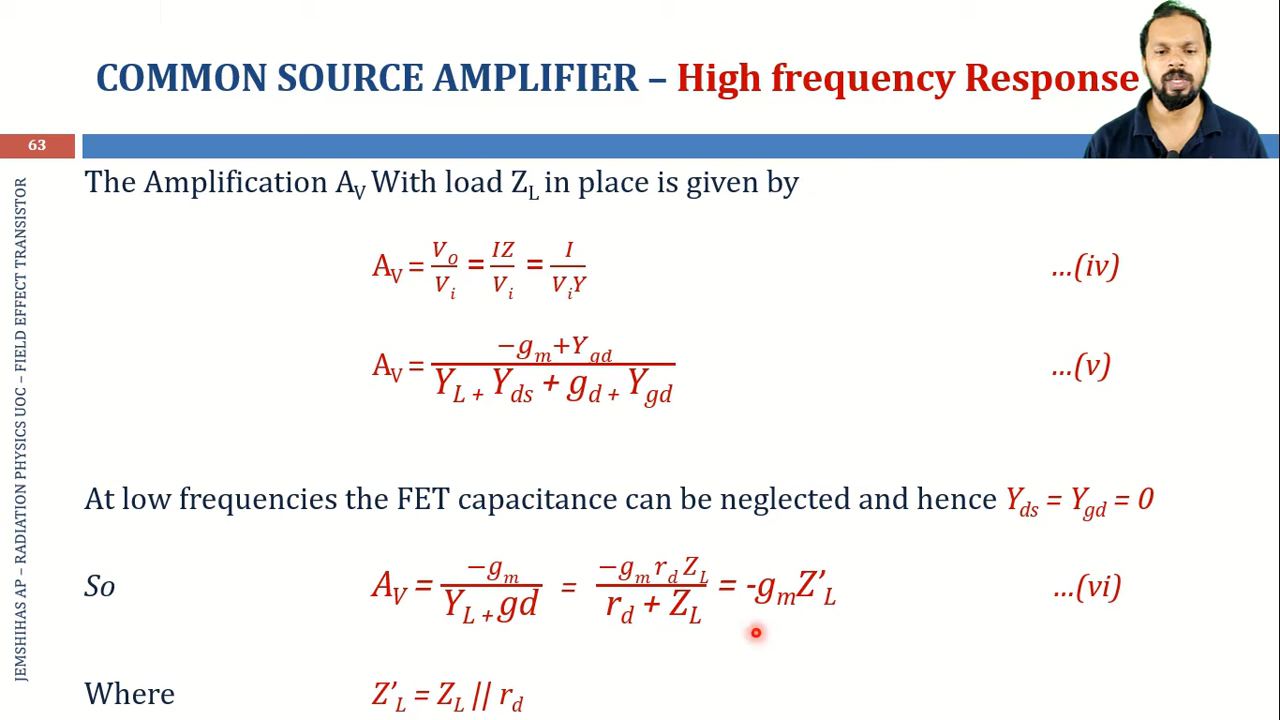 COMMON SOURCE AMPLIFIER – High frequency Response
63
JEMSHIHAS AP – RADIATION PHYSICS UOC – FIELD EFFECT TRANSISTOR
The Amplification A_V With load Z_L in place is given by
A_V = V_o/V_i = IZ/V_i = I/V_iY ...(iv)
A_V = (−g_m+Y_gd)/(Y_L + Y_ds + g_d + Y_gd) ...(v)
At low frequencies the FET capacitance can be neglected and hence Y_ds = Y_gd = 0
So A_V = −g_m/(Y_L + gd) = (−g_m r_d Z_L)/(r_d + Z_L) = -g_mZ’_L ...(vi)
Where Z’_L = Z_L || r_d